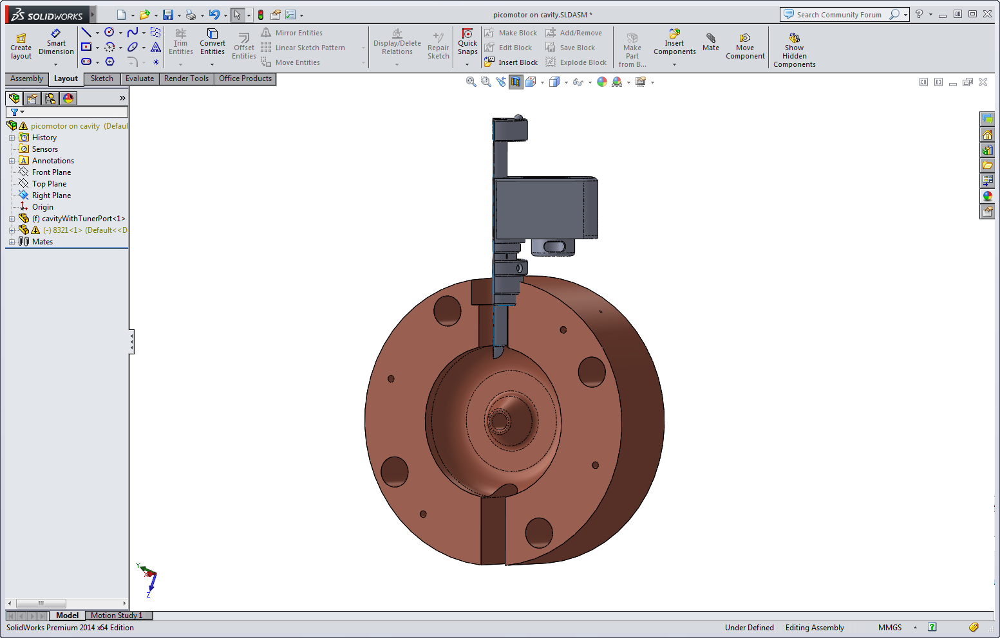 SOLIDWORKS
picomotor on cavity.SLDASM *
Search Community Forum
?
Create layout
Smart Dimension
Trim Entities
Convert Entities
Offset Entities
Mirror Entities
Linear Sketch Pattern
Move Entities
Display/Delete Relations
Repair Sketch
Quick Snaps
Make Block
Edit Block
Insert Block
Add/Remove
Save Block
Explode Block
Make Part from B...
Insert Components
Mate
Move Component
Show Hidden Components
Assembly
Layout
Sketch
Evaluate
Render Tools
Office Products
»
picomotor on cavity (Defaul
History
Sensors
A
Annotations
Front Plane
Top Plane
Right Plane
Origin
(f) cavityWithTunerPort<1>
(-) 8321<1> (Default<<D
Mates
Y
X
Z
Model
Motion Study 1
SolidWorks Premium 2014 x64 Edition
Under Defined
Editing Assembly
MMGS
?